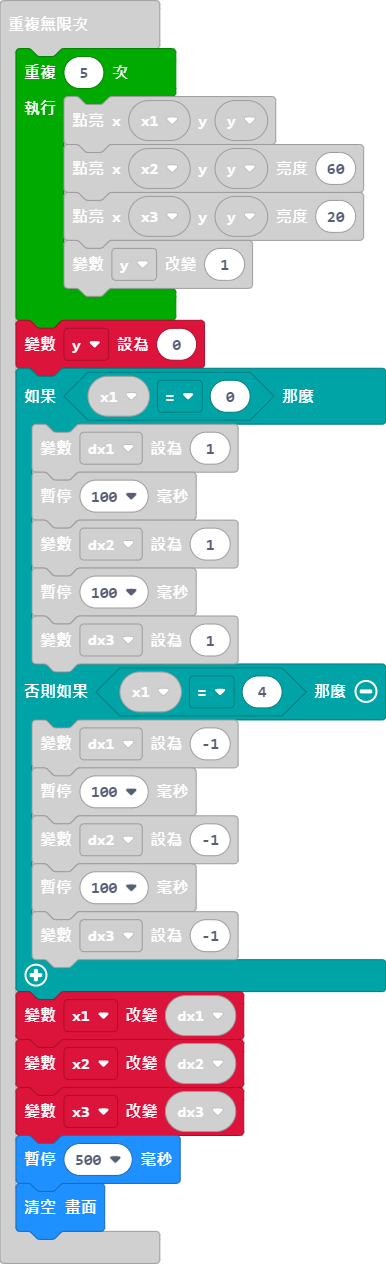 重複無限次
重複 5 次
執行
點亮 x x1 y y
點亮 x x2 y y 亮度 60
點亮 x x3 y y 亮度 20
變數 y 改變 1
變數 y 設為 0
如果 x1 = 0 那麼
變數 dx1 設為 1
暫停 100 毫秒
變數 dx2 設為 1
暫停 100 毫秒
變數 dx3 設為 1
否則如果 x1 = 4 那麼
變數 dx1 設為 -1
暫停 100 毫秒
變數 dx2 設為 -1
暫停 100 毫秒
變數 dx3 設為 -1
變數 x1 改變 dx1
變數 x2 改變 dx2
變數 x3 改變 dx3
暫停 500 毫秒
清空 畫面